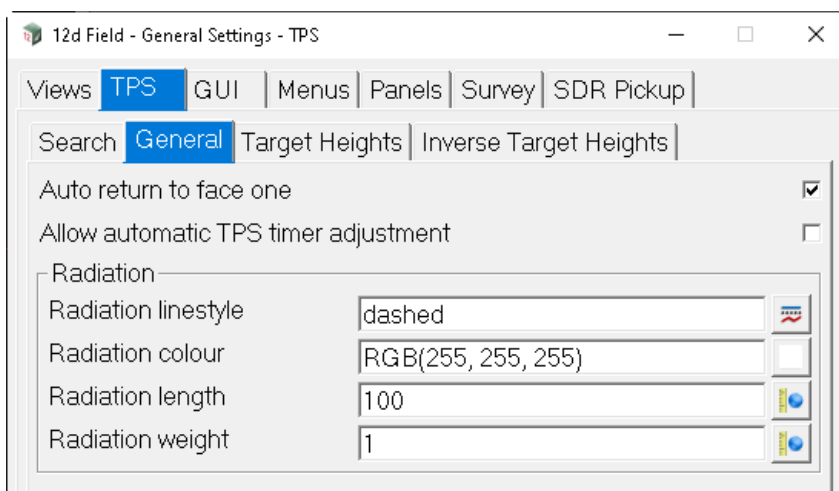 12d Field - General Settings - TPS
Views TPS GUI Menus Panels Survey SDR Pickup
Search General Target Heights Inverse Target Heights
Auto return to face one
Allow automatic TPS timer adjustment
Radiation
Radiation linestyle dashed
Radiation colour RGB(255, 255, 255)
Radiation length 100
Radiation weight 1